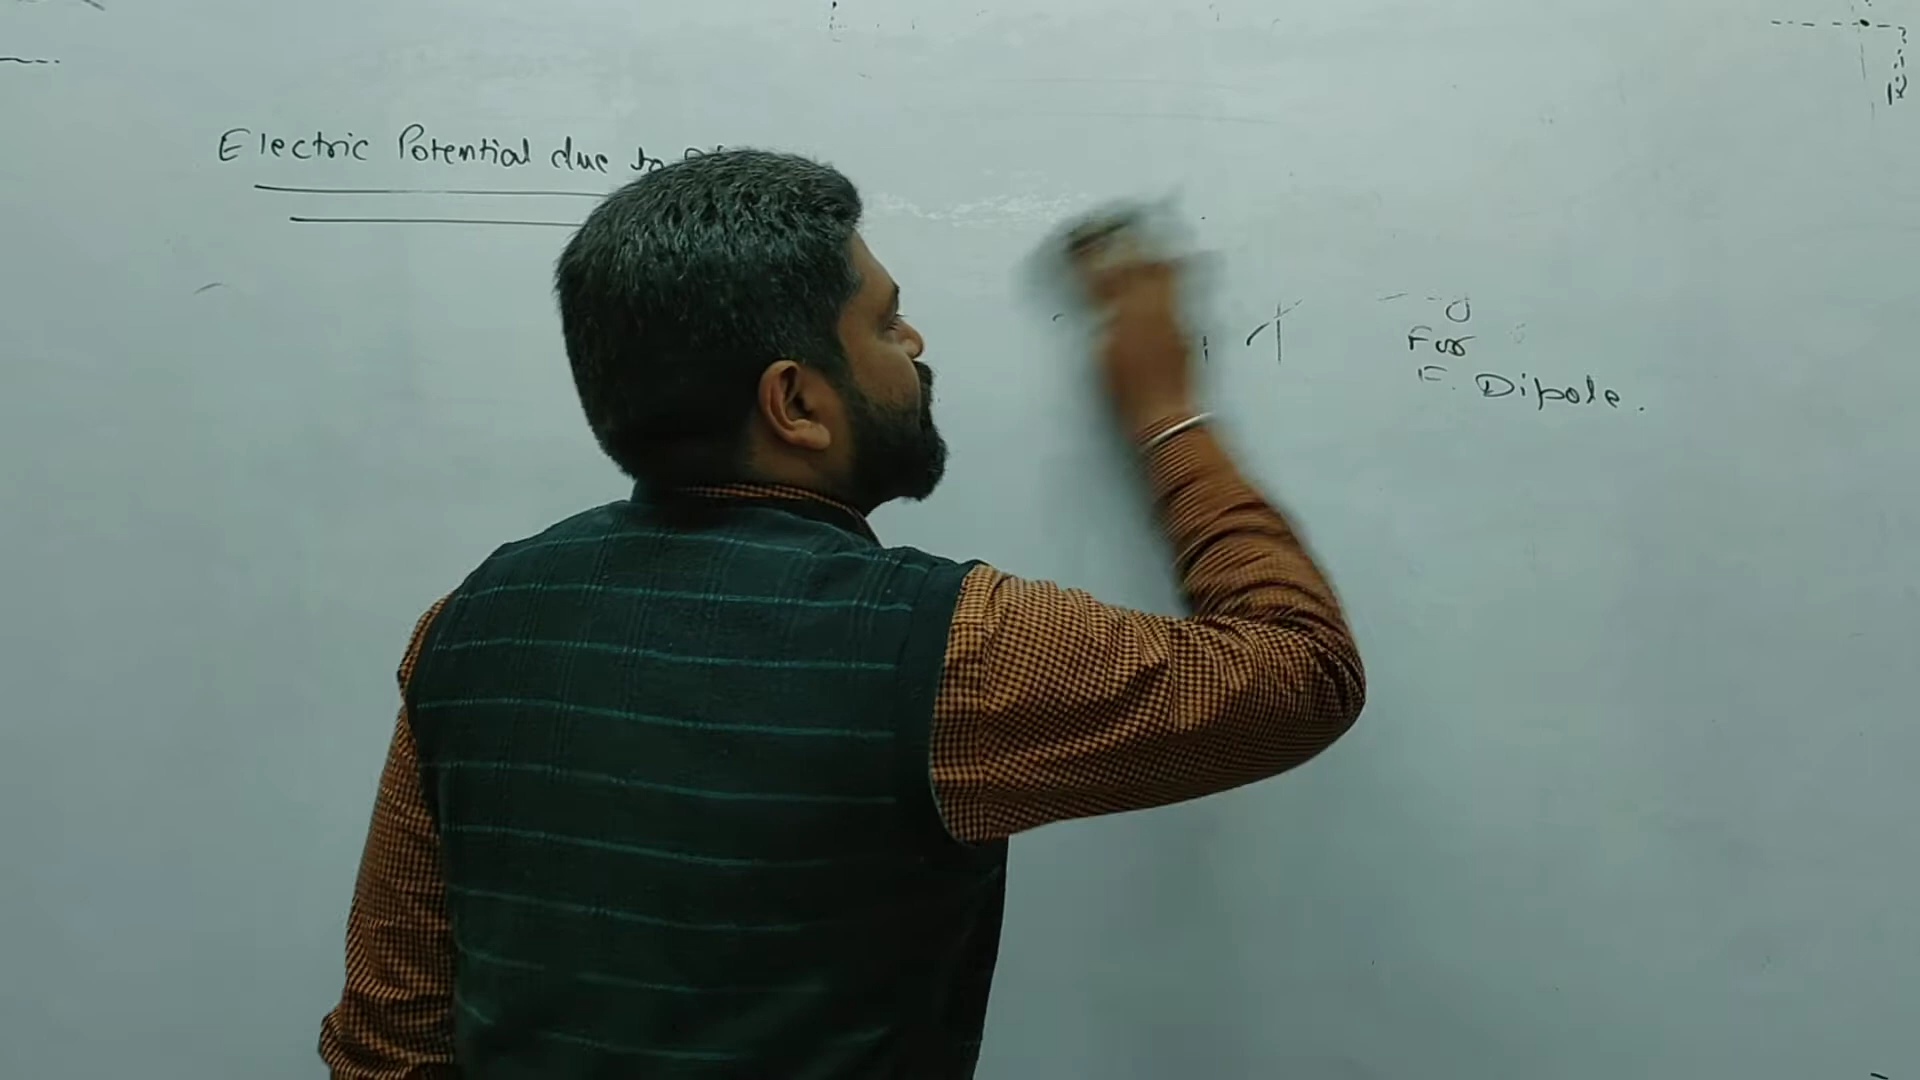 Electric Potential due to
For
E. Dipole.